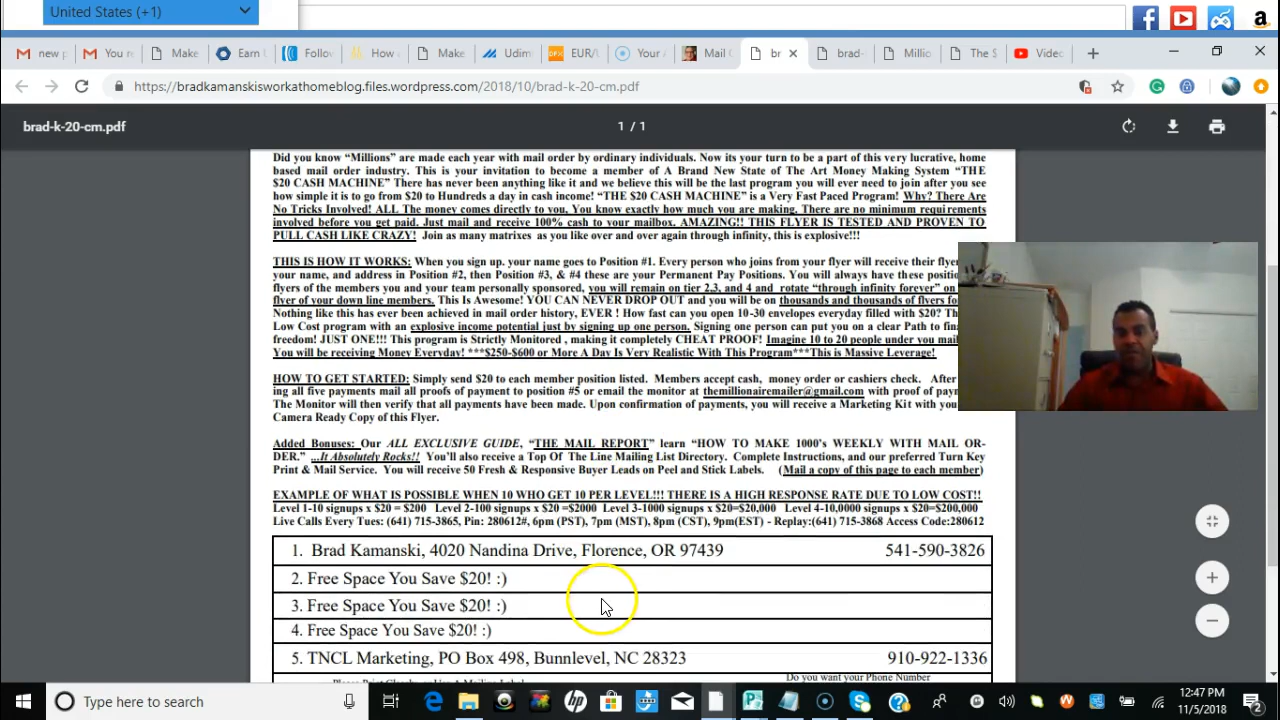 United States (+1)
new p
You re
Make
Earn
Follov
How a
Make
Udim
EUR/U
Your A
Mail C
br
brad-
Millio
The S
Video
https://bradkamanskisworkathomeblog.files.wordpress.com/2018/10/brad-k-20-cm.pdf
brad-k-20-cm.pdf
1 / 1
Did you know “Millions” are made each year with mail order by ordinary individuals. Now its your turn to be a part of this very lucrative, home
based mail order industry. This is your invitation to become a member of A Brand New State of The Art Money Making System “THE
$20 CASH MACHINE” There has never been anything like it and we believe this will be the last program you will ever need to join after you see
how simple it is to go from $20 to Hundreds a day in cash income! “THE $20 CASH MACHINE” is a Very Fast Paced Program! Why? There Are
No Tricks Involved! ALL The money comes directly to you. You know exactly how much you are making. There are no minimum requirements
involved before you get paid. Just mail and receive 100% cash to your mailbox. AMAZING!! THIS FLYER IS TESTED AND PROVEN TO
PULL CASH LIKE CRAZY! Join as many matrixes as you like over and over again through infinity, this is explosive!!!
THIS IS HOW IT WORKS: When you sign up, your name goes to Position #1. Every person who joins from your flyer will receive their flye
your name, and address in Position #2, then Position #3, & #4 these are your Permanent Pay Positions. You will always have these positio
flyers of the members you and your team personally sponsored, you will remain on tier 2,3, and 4 and rotate “through infinity forever” on
flyer of your down line members. This Is Awesome! YOU CAN NEVER DROP OUT and you will be on thousands and thousands of flyers fo
Nothing like this has ever been achieved in mail order history, EVER ! How fast can you open 10-30 envelopes everyday filled with $20? Th
Low Cost program with an explosive income potential just by signing up one person. Signing one person can put you on a clear Path to fina
freedom! JUST ONE!!! This program is Strictly Monitored , making it completely CHEAT PROOF! Imagine 10 to 20 people under you mai
You will be receiving Money Everyday! ***$250-$600 or More A Day Is Very Realistic With This Program***This is Massive Leverage!
HOW TO GET STARTED: Simply send $20 to each member position listed. Members accept cash, money order or cashiers check. After
ing all five payments mail all proofs of payment to position #5 or email the monitor at themillionairemailer@gmail.com with proof of payn
The Monitor will then verify that all payments have been made. Upon confirmation of payments, you will receive a Marketing Kit with you
Camera Ready Copy of this Flyer.
Added Bonuses: Our ALL EXCLUSIVE GUIDE, “THE MAIL REPORT” learn “HOW TO MAKE 1000’s WEEKLY WITH MAIL OR-
DER.” ...It Absolutely Rocks!! You’ll also receive a Top Of The Line Mailing List Directory. Complete Instructions, and our preferred Turn Key
Print & Mail Service. You will receive 50 Fresh & Responsive Buyer Leads on Peel and Stick Labels. (Mail a copy of this page to each member)
EXAMPLE OF WHAT IS POSSIBLE WHEN 10 WHO GET 10 PER LEVEL!!! THERE IS A HIGH RESPONSE RATE DUE TO LOW COST!!
Level 1-10 signups x $20 = $200 Level 2-100 signups x $20 =$2000 Level 3-1000 signups x $20=$20,000 Level 4-10,0000 signups x $20=$200,000
Live Calls Every Tues: (641) 715-3865, Pin: 280612#, 6pm (PST), 7pm (MST), 8pm (CST), 9pm(EST) - Replay:(641) 715-3868 Access Code:280612
1. Brad Kamanski, 4020 Nandina Drive, Florence, OR 97439 541-590-3826
2. Free Space You Save $20! :)
3. Free Space You Save $20! :)
4. Free Space You Save $20! :)
5. TNCL Marketing, PO Box 498, Bunnlevel, NC 28323 910-922-1336
Do you want your Phone Number
Type here to search
12:47 PM
11/5/2018